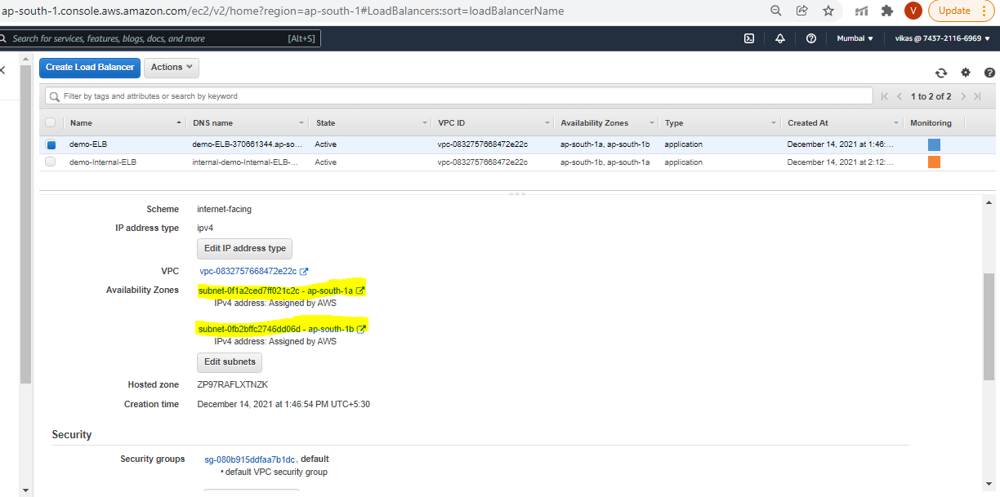 ap-south-1.console.aws.amazon.com/ec2/v2/home?region=ap-south-1#LoadBalancers:sort=loadBalancerName
V Update
Search for services, features, blogs, docs, and more [Alt+S] Mumbai vikas @ 7437-2116-6969
Create Load Balancer Actions
Filter by tags and attributes or search by keyword 1 to 2 of 2
Name DNS name State VPC ID Availability Zones Type Created At Monitoring
demo-ELB demo-ELB-370661344.ap-so... Active vpc-0832757668472e22c ap-south-1a, ap-south-1b application December 14, 2021 at 1:46:...
demo-Internal-ELB internal-demo-Internal-ELB-... Active vpc-0832757668472e22c ap-south-1b, ap-south-1a application December 14, 2021 at 2:12:...
Scheme internet-facing
IP address type ipv4
Edit IP address type
VPC vpc-0832757668472e22c
Availability Zones subnet-0f1a2ced7ff021c2c - ap-south-1a
IPv4 address: Assigned by AWS
subnet-0fb2bffc2746dd06d - ap-south-1b
IPv4 address: Assigned by AWS
Edit subnets
Hosted zone ZP97RAFLXTNZK
Creation time December 14, 2021 at 1:46:54 PM UTC+5:30
Security
Security groups sg-080b915ddfaa7b1dc, default
• default VPC security group